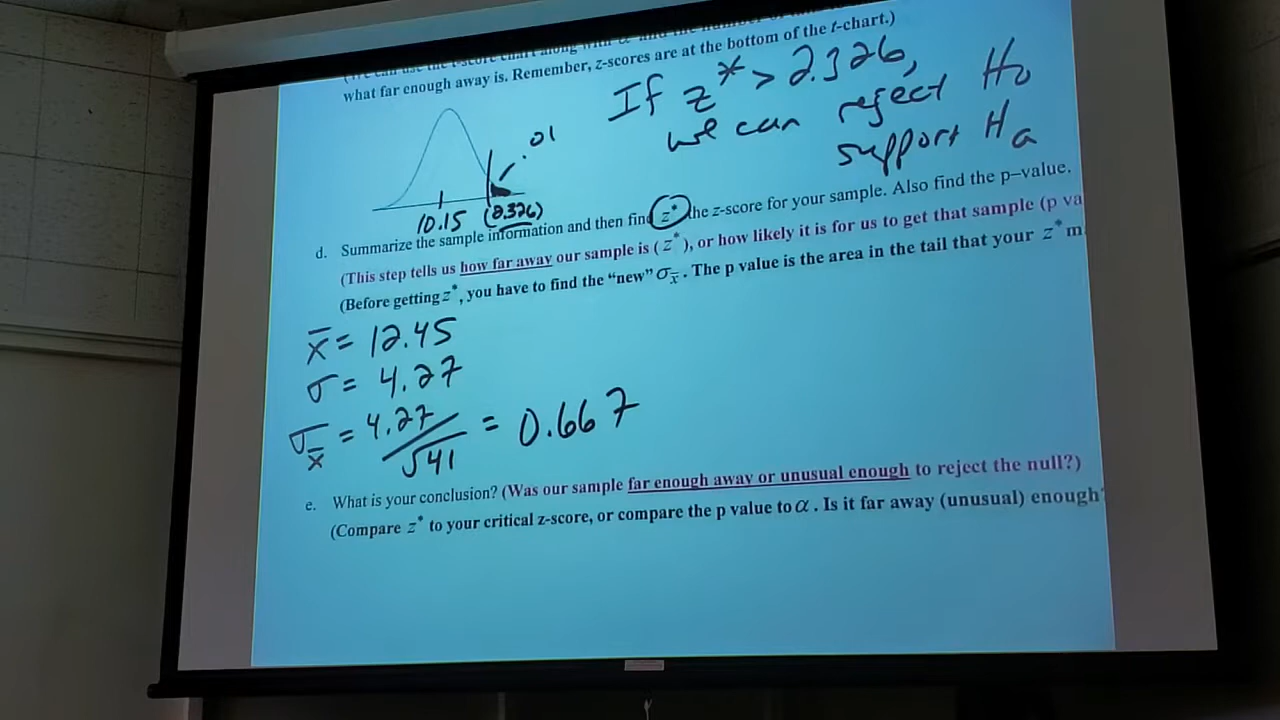 what far enough away is. Remember, z-scores are at the bottom of the t-chart.)
If z* > 2.326,
we can reject H0
support Ha
.01
10.15 (2.326)
d. Summarize the sample information and then find z* the z-score for your sample. Also find the p–value.
(This step tells us how far away our sample is (z*), or how likely it is for us to get that sample (p va
(Before getting z*, you have to find the “new” σx̄. The p value is the area in the tail that your z* m
x̄ = 12.45
σ = 4.27
σx̄ = 4.27/√41 = 0.667
e. What is your conclusion? (Was our sample far enough away or unusual enough to reject the null?)
(Compare z* to your critical z-score, or compare the p value to α. Is it far away (unusual) enough?